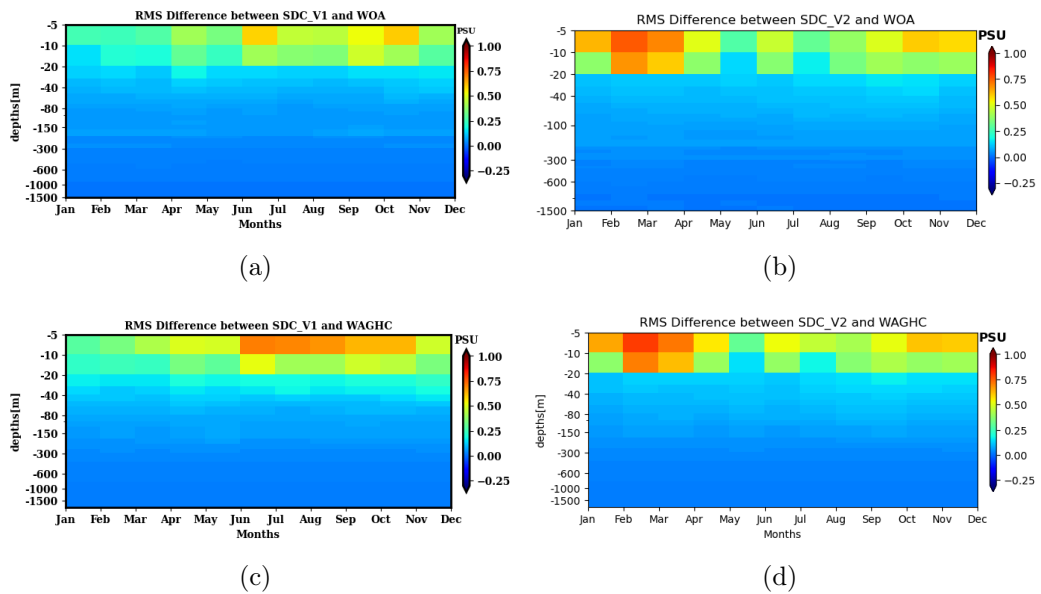 RMS Difference between SDC_V1 and WOA
PSU
depths[m]
-5
-10
-20
-40
-80
-150
-300
-600
-1000
-1500
Jan Feb Mar Apr May Jun Jul Aug Sep Oct Nov Dec
Months
1.00
0.75
0.50
0.25
0.00
−0.25
(a)
RMS Difference between SDC_V2 and WOA
PSU
-5
-10
-20
-40
-100
-300
-600
-1500
Jan Feb Mar Apr May Jun Jul Aug Sep Oct Nov Dec
1.00
0.75
0.50
0.25
0.00
−0.25
(b)
RMS Difference between SDC_V1 and WAGHC
PSU
depths[m]
-5
-10
-20
-40
-80
-150
-300
-600
-1000
-1500
Jan Feb Mar Apr May Jun Jul Aug Sep Oct Nov Dec
Months
1.00
0.75
0.50
0.25
0.00
−0.25
(c)
RMS Difference between SDC_V2 and WAGHC
PSU
depths[m]
-5
-10
-20
-40
-80
-150
-300
-600
-1000
-1500
Jan Feb Mar Apr May Jun Jul Aug Sep Oct Nov Dec
Months
1.00
0.75
0.50
0.25
0.00
−0.25
(d)